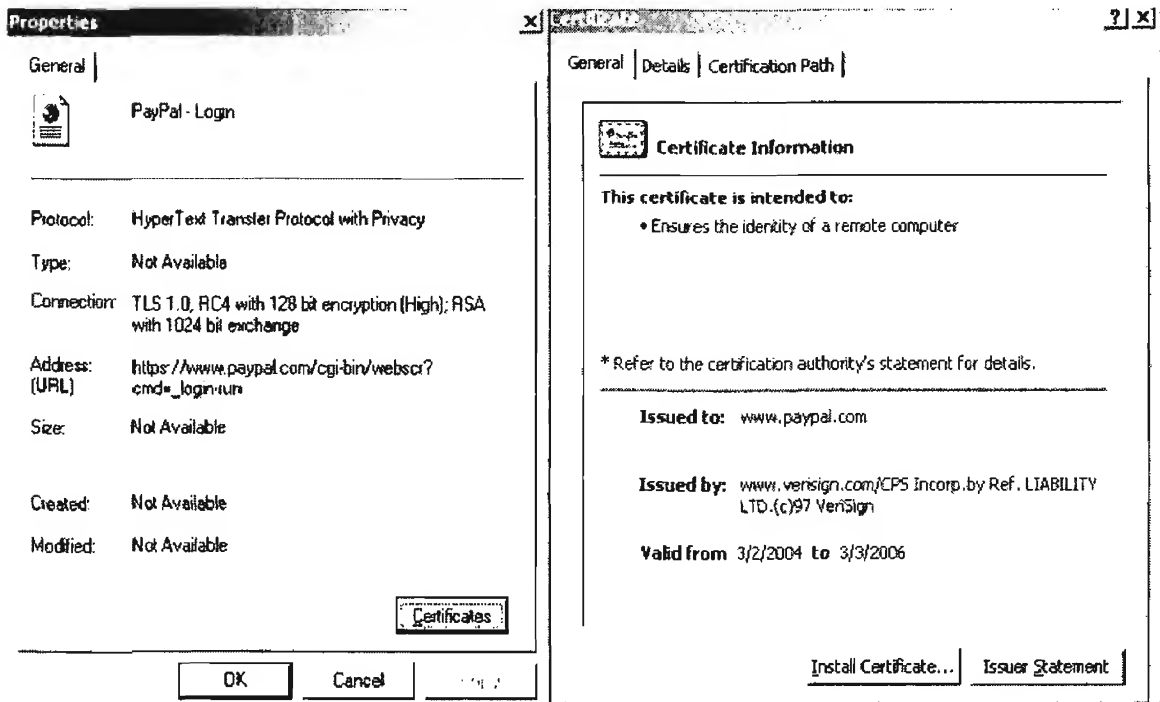 Properties
General
PayPal - Login
Protocol: HyperText Transfer Protocol with Privacy
Type: Not Available
Connection: TLS 1.0, RC4 with 128 bit encryption (High); RSA
with 1024 bit exchange
Address: https://www.paypal.com/cgi-bin/webscr?
(URL) cmd=_login-run
Size: Not Available
Created: Not Available
Modified: Not Available
Certificates
OK Cancel
Certificate
General Details Certification Path
Certificate Information
This certificate is intended to:
• Ensures the identity of a remote computer
* Refer to the certification authority's statement for details.
Issued to: www.paypal.com
Issued by: www.verisign.com/CPS Incorp.by Ref. LIABILITY
LTD.(c)97 VeriSign
Valid from 3/2/2004 to 3/3/2006
Install Certificate... Issuer Statement